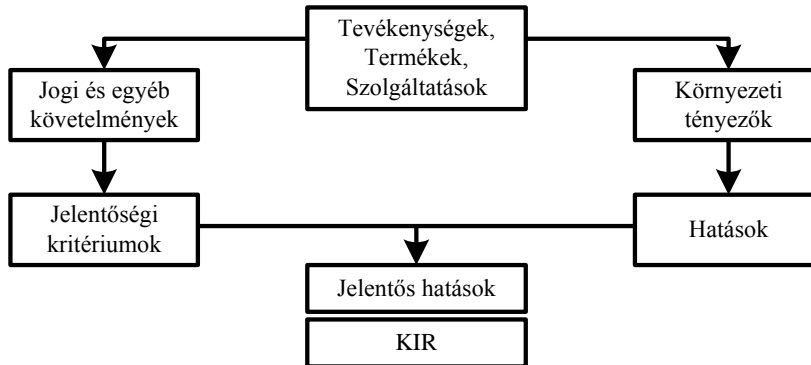 Tevékenységek,
Termékek,
Szolgáltatások
Jogi és egyéb
követelmények
Környezeti
tényezők
Jelentőségi
kritériumok
Hatások
Jelentős hatások
KIR